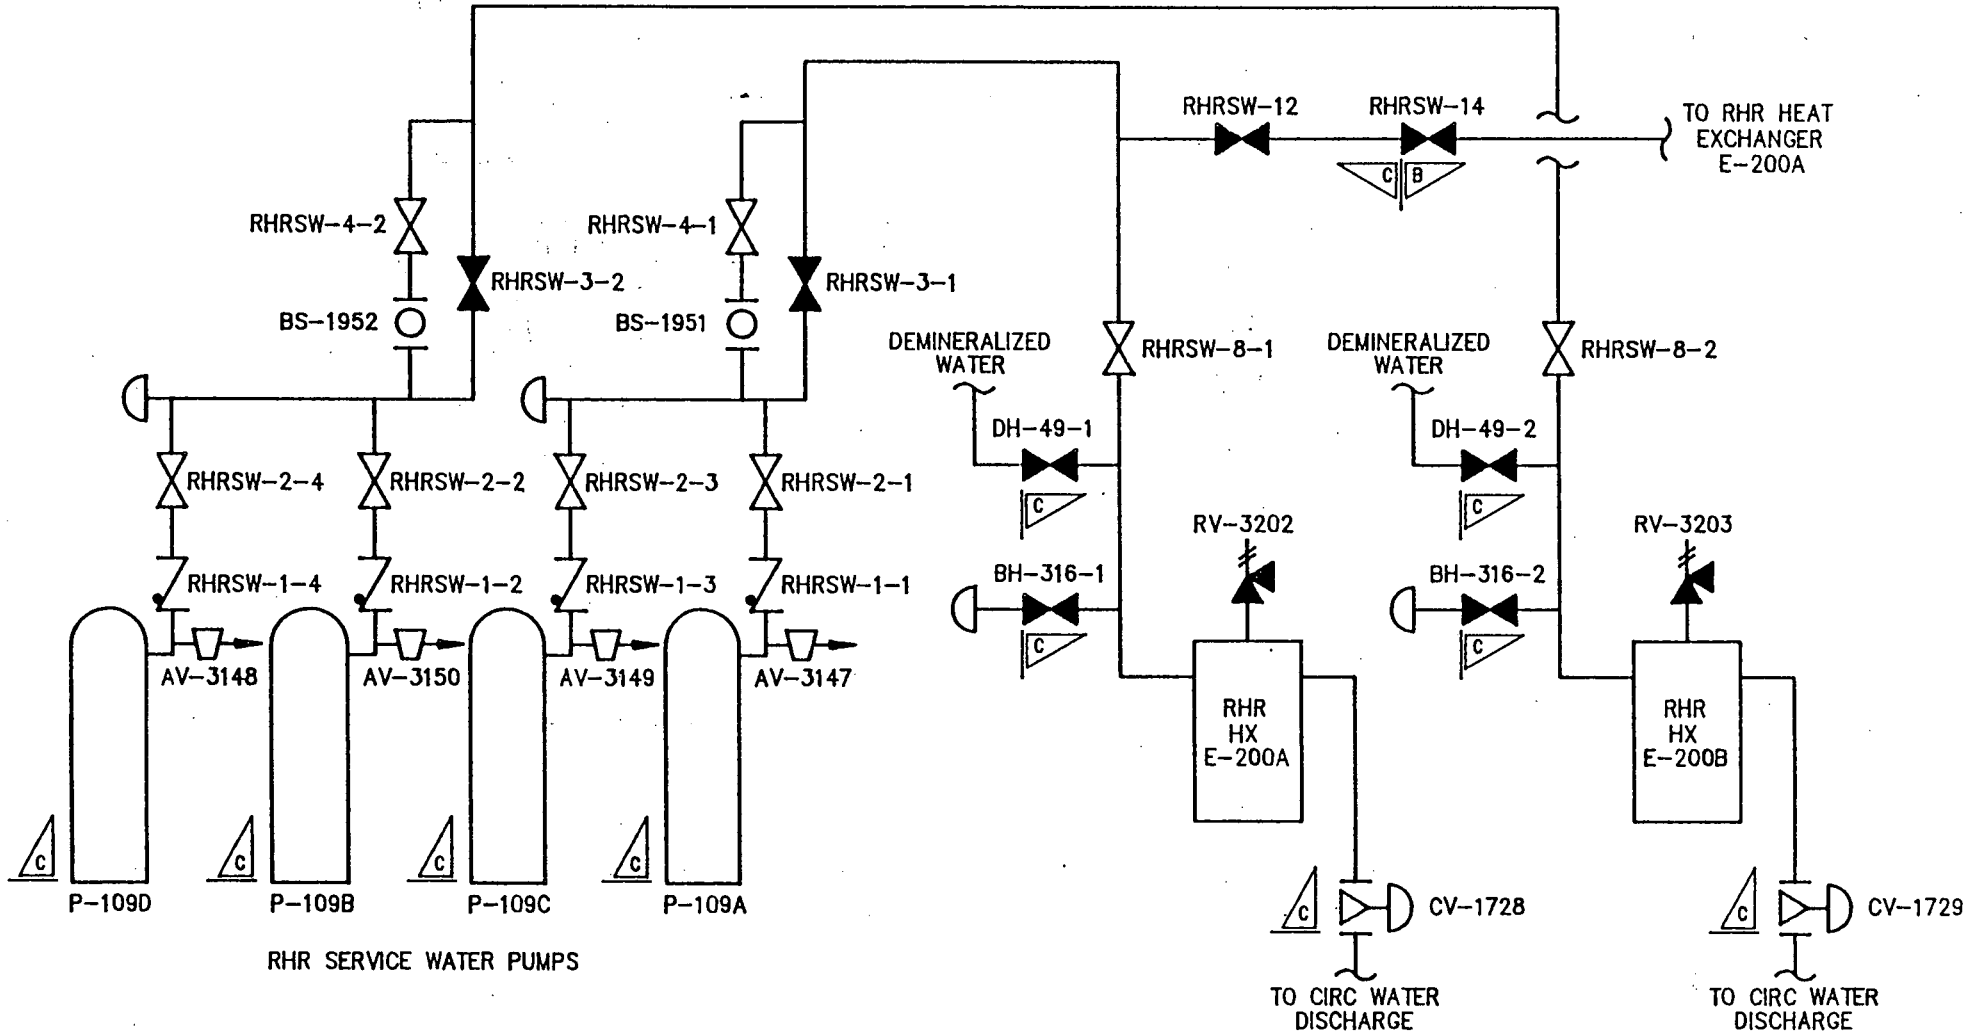 RHRSW-12
RHRSW-14
TO RHR HEAT
EXCHANGER
E-200A
C
B
RHRSW-4-2
RHRSW-4-1
RHRSW-3-2
RHRSW-3-1
BS-1952
BS-1951
DEMINERALIZED
WATER
RHRSW-8-1
DEMINERALIZED
WATER
RHRSW-8-2
DH-49-1
DH-49-2
RHRSW-2-4
RHRSW-2-2
RHRSW-2-3
RHRSW-2-1
C
C
RV-3202
RV-3203
RHRSW-1-4
RHRSW-1-2
RHRSW-1-3
RHRSW-1-1
BH-316-1
BH-316-2
C
C
AV-3148
AV-3150
AV-3149
AV-3147
RHR
HX
E-200A
RHR
HX
E-200B
C
C
C
C
P-109D
P-109B
P-109C
P-109A
C
CV-1728
C
CV-1729
RHR SERVICE WATER PUMPS
TO CIRC WATER
DISCHARGE
TO CIRC WATER
DISCHARGE